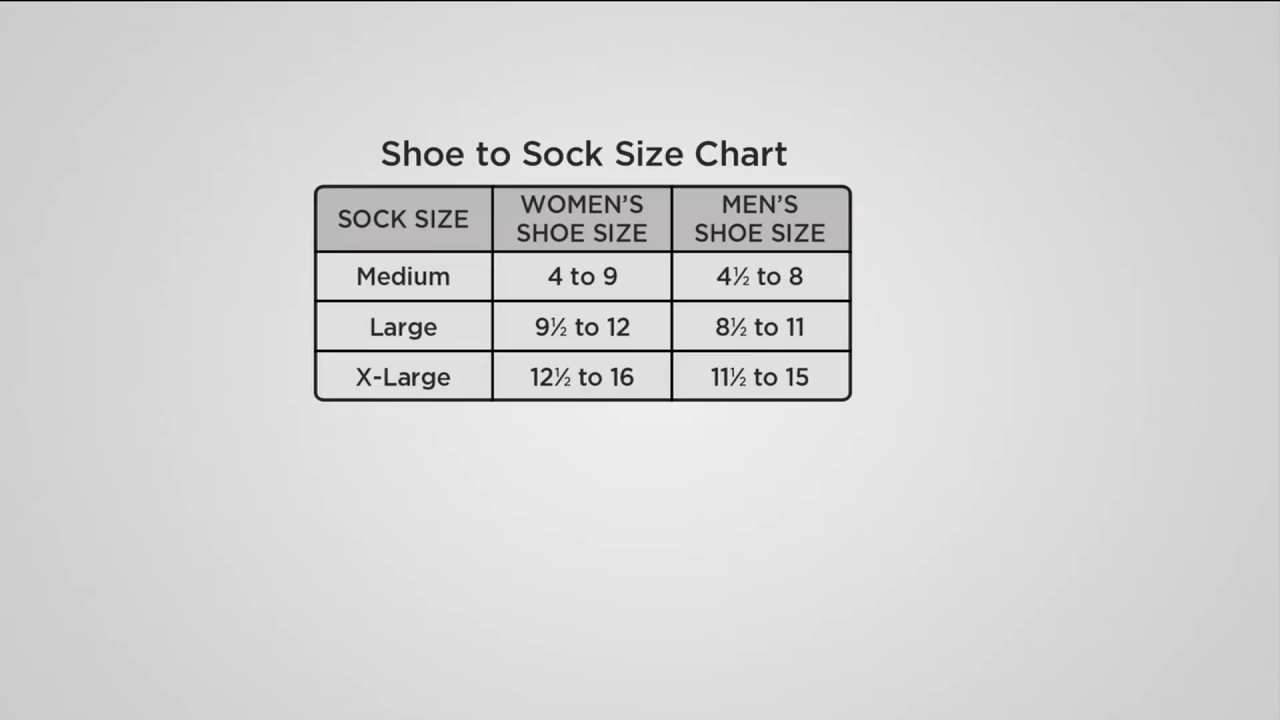 Shoe to Sock Size Chart
SOCK SIZE WOMEN'S SHOE SIZE MEN'S SHOE SIZE
Medium 4 to 9 4½ to 8
Large 9½ to 12 8½ to 11
X-Large 12½ to 16 11½ to 15